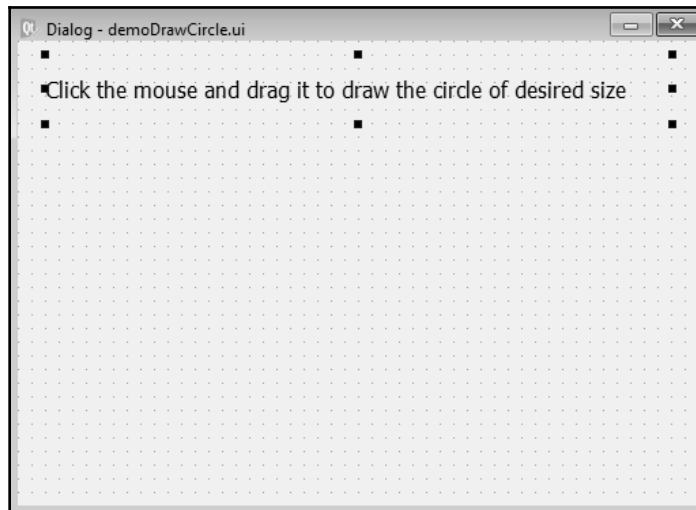 Dialog - demoDrawCircle.ui
Click the mouse and drag it to draw the circle of desired size